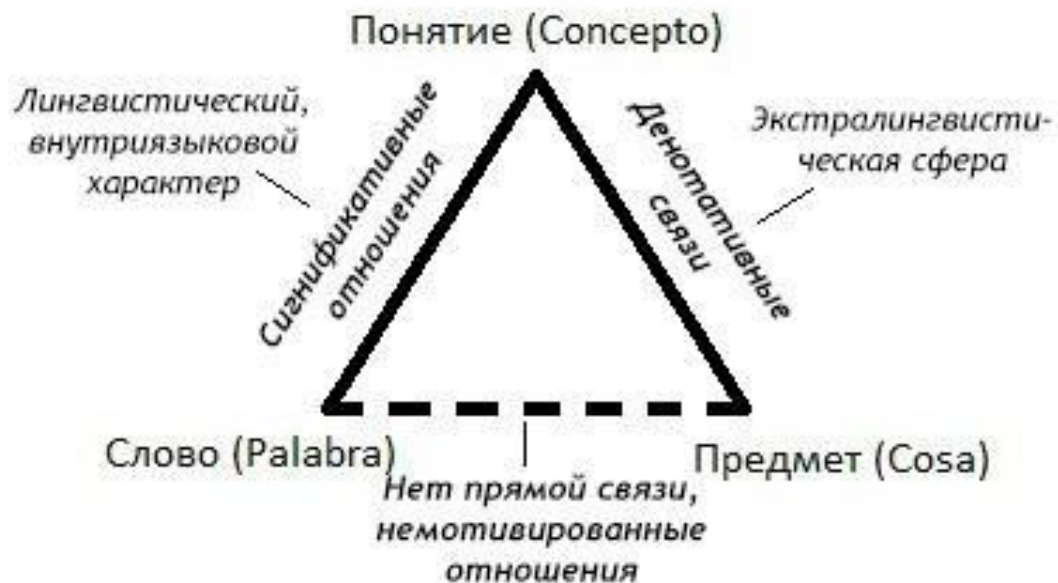 Понятие (Concepto)
Лингвистический,
внутриязыковой
характер
Сигнификативные
отношения
Денотативные
связи
Экстралингвисти-
ческая сфера
Слово (Palabra)
Предмет (Cosa)
Нет прямой связи,
немотивированные
отношения